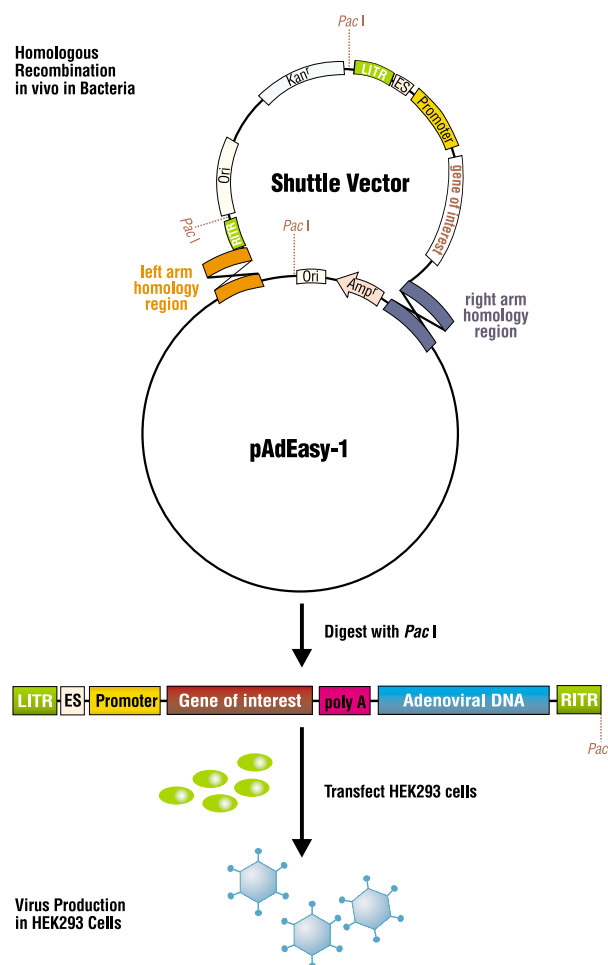 Homologous
Recombination
in vivo in Bacteria
Pac I
Kanr
LITR
ES
Promoter
gene of interest
Ori
Shuttle Vector
Pac I
RITR
Pac I
left arm
homology
region
Ori
Ampr
right arm
homology
region
pAdEasy-1
Digest with Pac I
LITR ES Promoter Gene of interest poly A Adenoviral DNA RITR
Pac
Transfect HEK293 cells
Virus Production
in HEK293 Cells